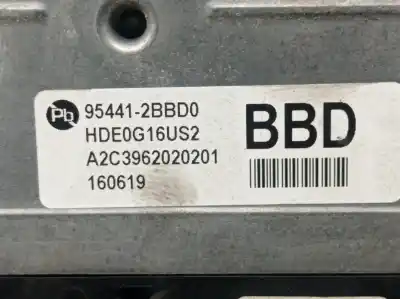 Pb
95441-2BBD0
HDE0G16US2
A2C3962020201
160619
BBD